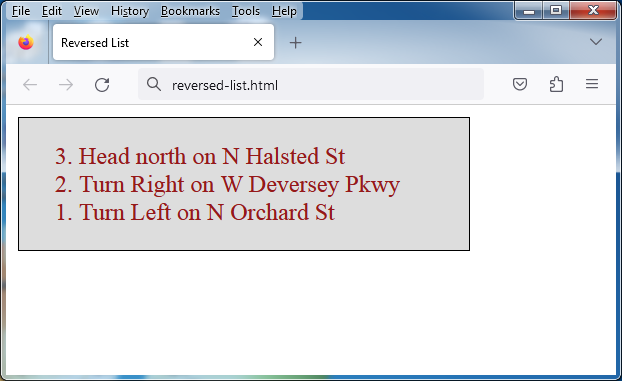 File Edit View History Bookmarks Tools Help
Reversed List
reversed-list.html
3. Head north on N Halsted St
2. Turn Right on W Deversey Pkwy
1. Turn Left on N Orchard St